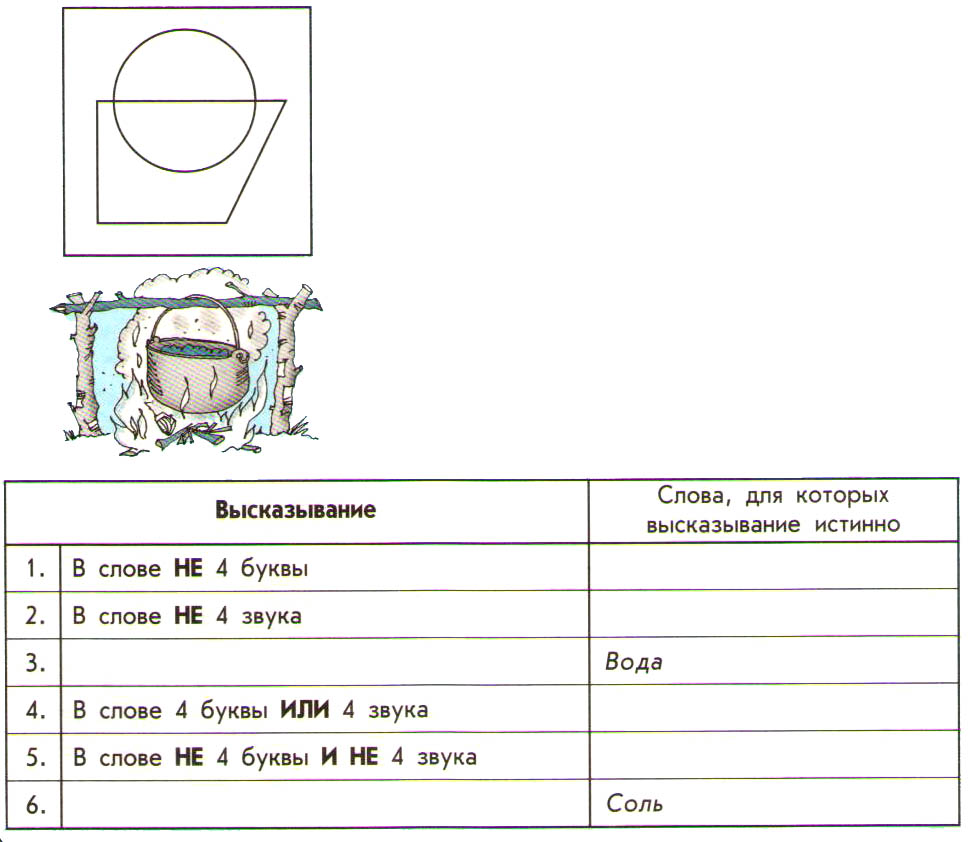 Высказывание
Слова, для которых
высказывание истинно
1. В слове НЕ 4 буквы
2. В слове НЕ 4 звука
3. Вода
4. В слове 4 буквы ИЛИ 4 звука
5. В слове НЕ 4 буквы И НЕ 4 звука
6. Соль